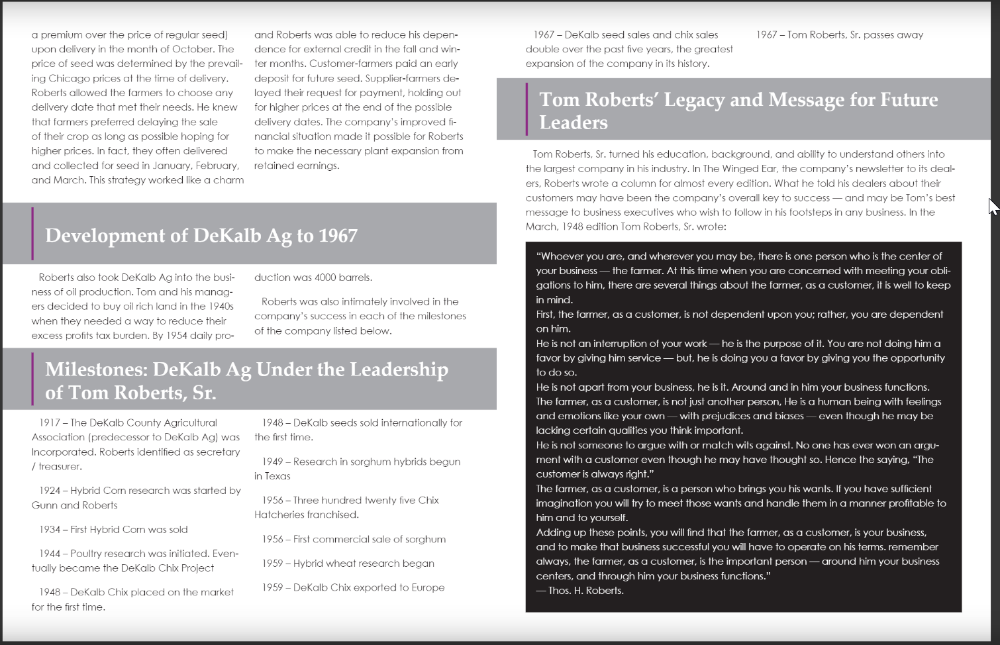 a premium over the price of regular seed)
upon delivery in the month of October. The
price of seed was determined by the prevail-
ing Chicago prices at the time of delivery.
Roberts allowed the farmers to choose any
delivery date that met their needs. He knew
that farmers preferred delaying the sale
of their crop as long as possible hoping for
higher prices. In fact, they often delivered
and collected for seed in January, February,
and March. This strategy worked like a charm
and Roberts was able to reduce his depen-
dence for external credit in the fall and win-
ter months. Customer-farmers paid an early
deposit for future seed. Supplier-farmers de-
layed their request for payment, holding out
for higher prices at the end of the possible
delivery dates. The company's improved fi-
nancial situation made it possible for Roberts
to make the necessary plant expansion from
retained earnings.
Development of DeKalb Ag to 1967
Roberts also took DeKalb Ag into the busi-
ness of oil production. Tom and his manag-
ers decided to buy oil rich land in the 1940s
when they needed a way to reduce their
excess profits tax burden. By 1954 daily pro-
duction was 4000 barrels.
Roberts was also intimately involved in the
company's success in each of the milestones
of the company listed below.
Milestones: DeKalb Ag Under the Leadership
of Tom Roberts, Sr.
1917 – The DeKalb County Agricultural
Association (predecessor to DeKalb Ag) was
Incorporated. Roberts identified as secretary
/ treasurer.
1924 – Hybrid Corn research was started by
Gunn and Roberts
1934 – First Hybrid Corn was sold
1944 – Poultry research was initiated. Even-
tually became the DeKalb Chix Project
1948 – DeKalb Chix placed on the market
for the first time.
1948 – DeKalb seeds sold internationally for
the first time.
1949 – Research in sorghum hybrids begun
in Texas
1956 – Three hundred twenty five Chix
Hatcheries franchised.
1956 – First commercial sale of sorghum
1959 – Hybrid wheat research began
1959 – DeKalb Chix exported to Europe
1967 – DeKalb seed sales and chix sales
double over the past five years, the greatest
expansion of the company in its history.
1967 – Tom Roberts, Sr. passes away
Tom Roberts' Legacy and Message for Future
Leaders
Tom Roberts, Sr. turned his education, background, and ability to understand others into
the largest company in his industry. In The Winged Ear, the company's newsletter to its deal-
ers, Roberts wrote a column for almost every edition. What he told his dealers about their
customers may have been the company's overall key to success — and may be Tom's best
message to business executives who wish to follow in his footsteps in any business. In the
March, 1948 edition Tom Roberts, Sr. wrote:
"Whoever you are, and wherever you may be, there is one person who is the center of
your business — the farmer. At this time when you are concerned with meeting your obli-
gations to him, there are several things about the farmer, as a customer, it is well to keep
in mind.
First, the farmer, as a customer, is not dependent upon you; rather, you are dependent
on him.
He is not an interruption of your work — he is the purpose of it. You are not doing him a
favor by giving him service — but, he is doing you a favor by giving you the opportunity
to do so.
He is not apart from your business, he is it. Around and in him your business functions.
The farmer, as a customer, is not just another person, He is a human being with feelings
and emotions like your own — with prejudices and biases — even though he may be
lacking certain qualities you think important.
He is not someone to argue with or match wits against. No one has ever won an argu-
ment with a customer even though he may have thought so. Hence the saying, "The
customer is always right."
The farmer, as a customer, is a person who brings you his wants. If you have sufficient
imagination you will try to meet those wants and handle them in a manner profitable to
him and to yourself.
Adding up these points, you will find that the farmer, as a customer, is your business,
and to make that business successful you will have to operate on his terms. remember
always, the farmer, as a customer, is the important person — around him your business
centers, and through him your business functions."
— Thos. H. Roberts.